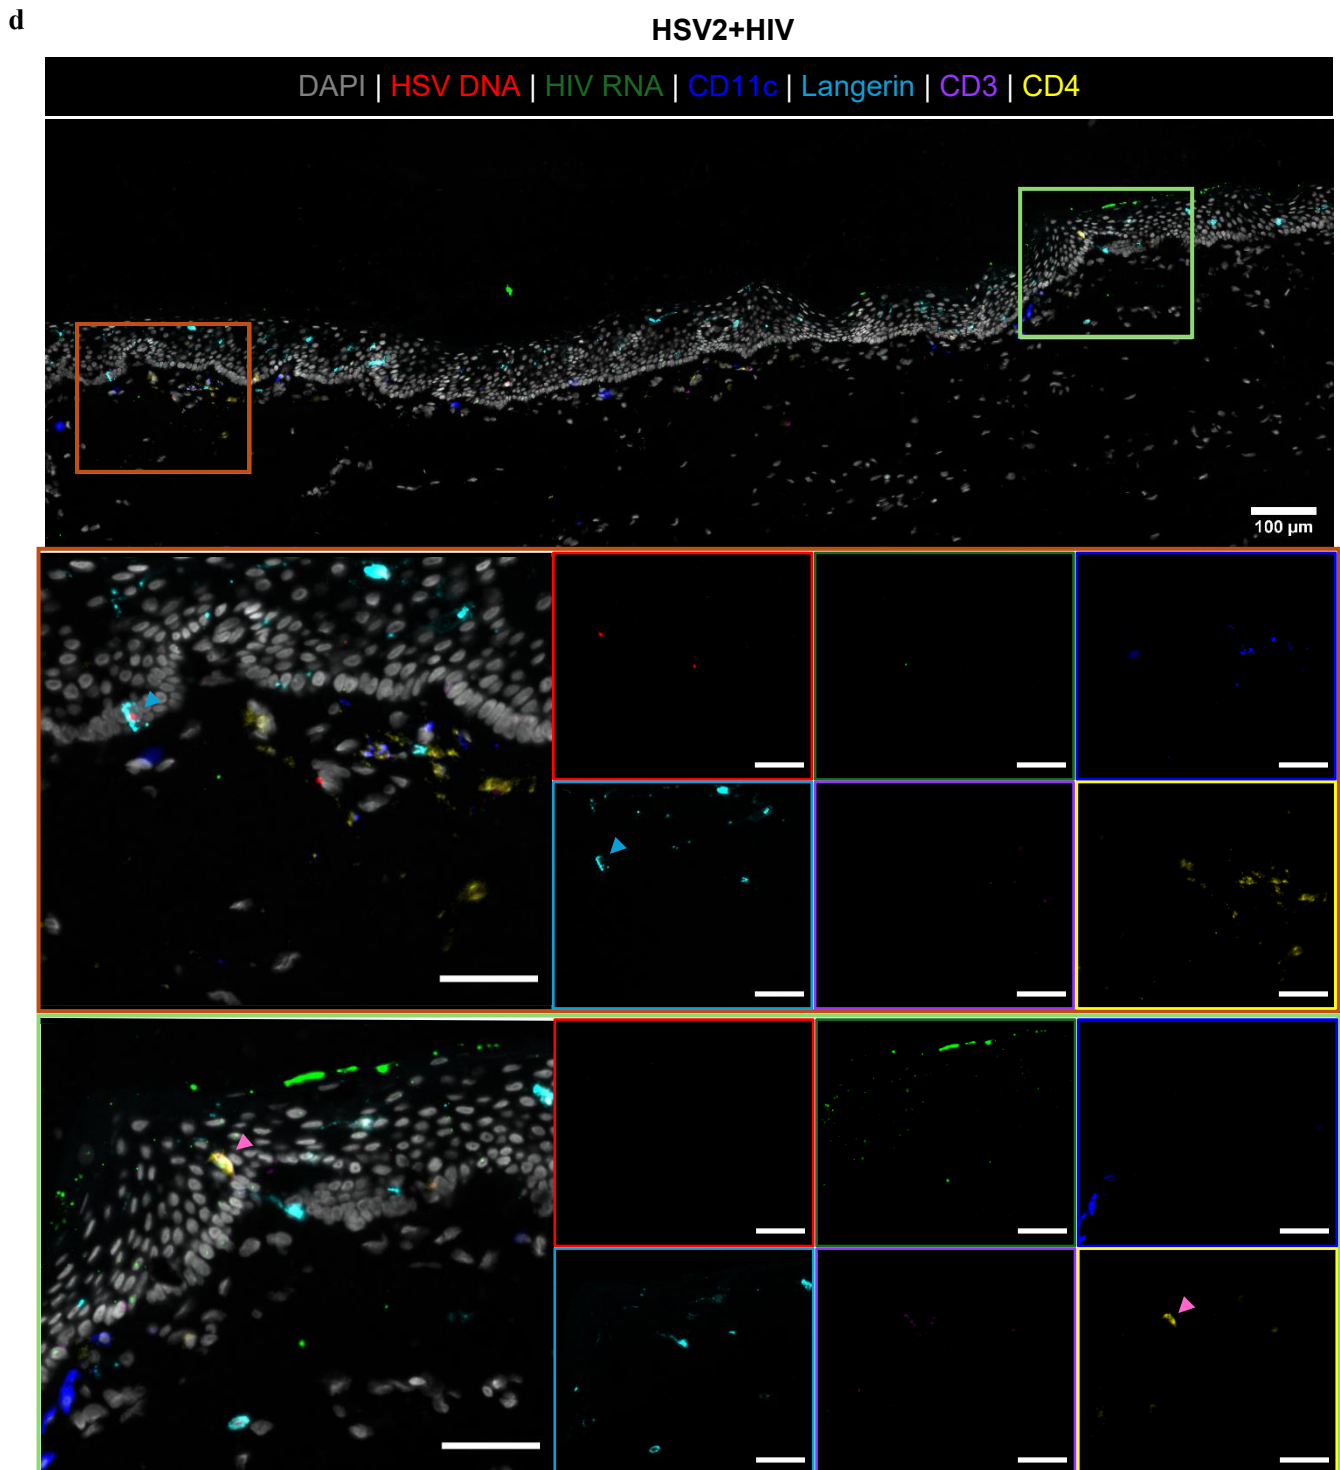 d
HSV2+HIV
DAPI | HSV DNA | HIV RNA | CD11c | Langerin | CD3 | CD4
100 µm